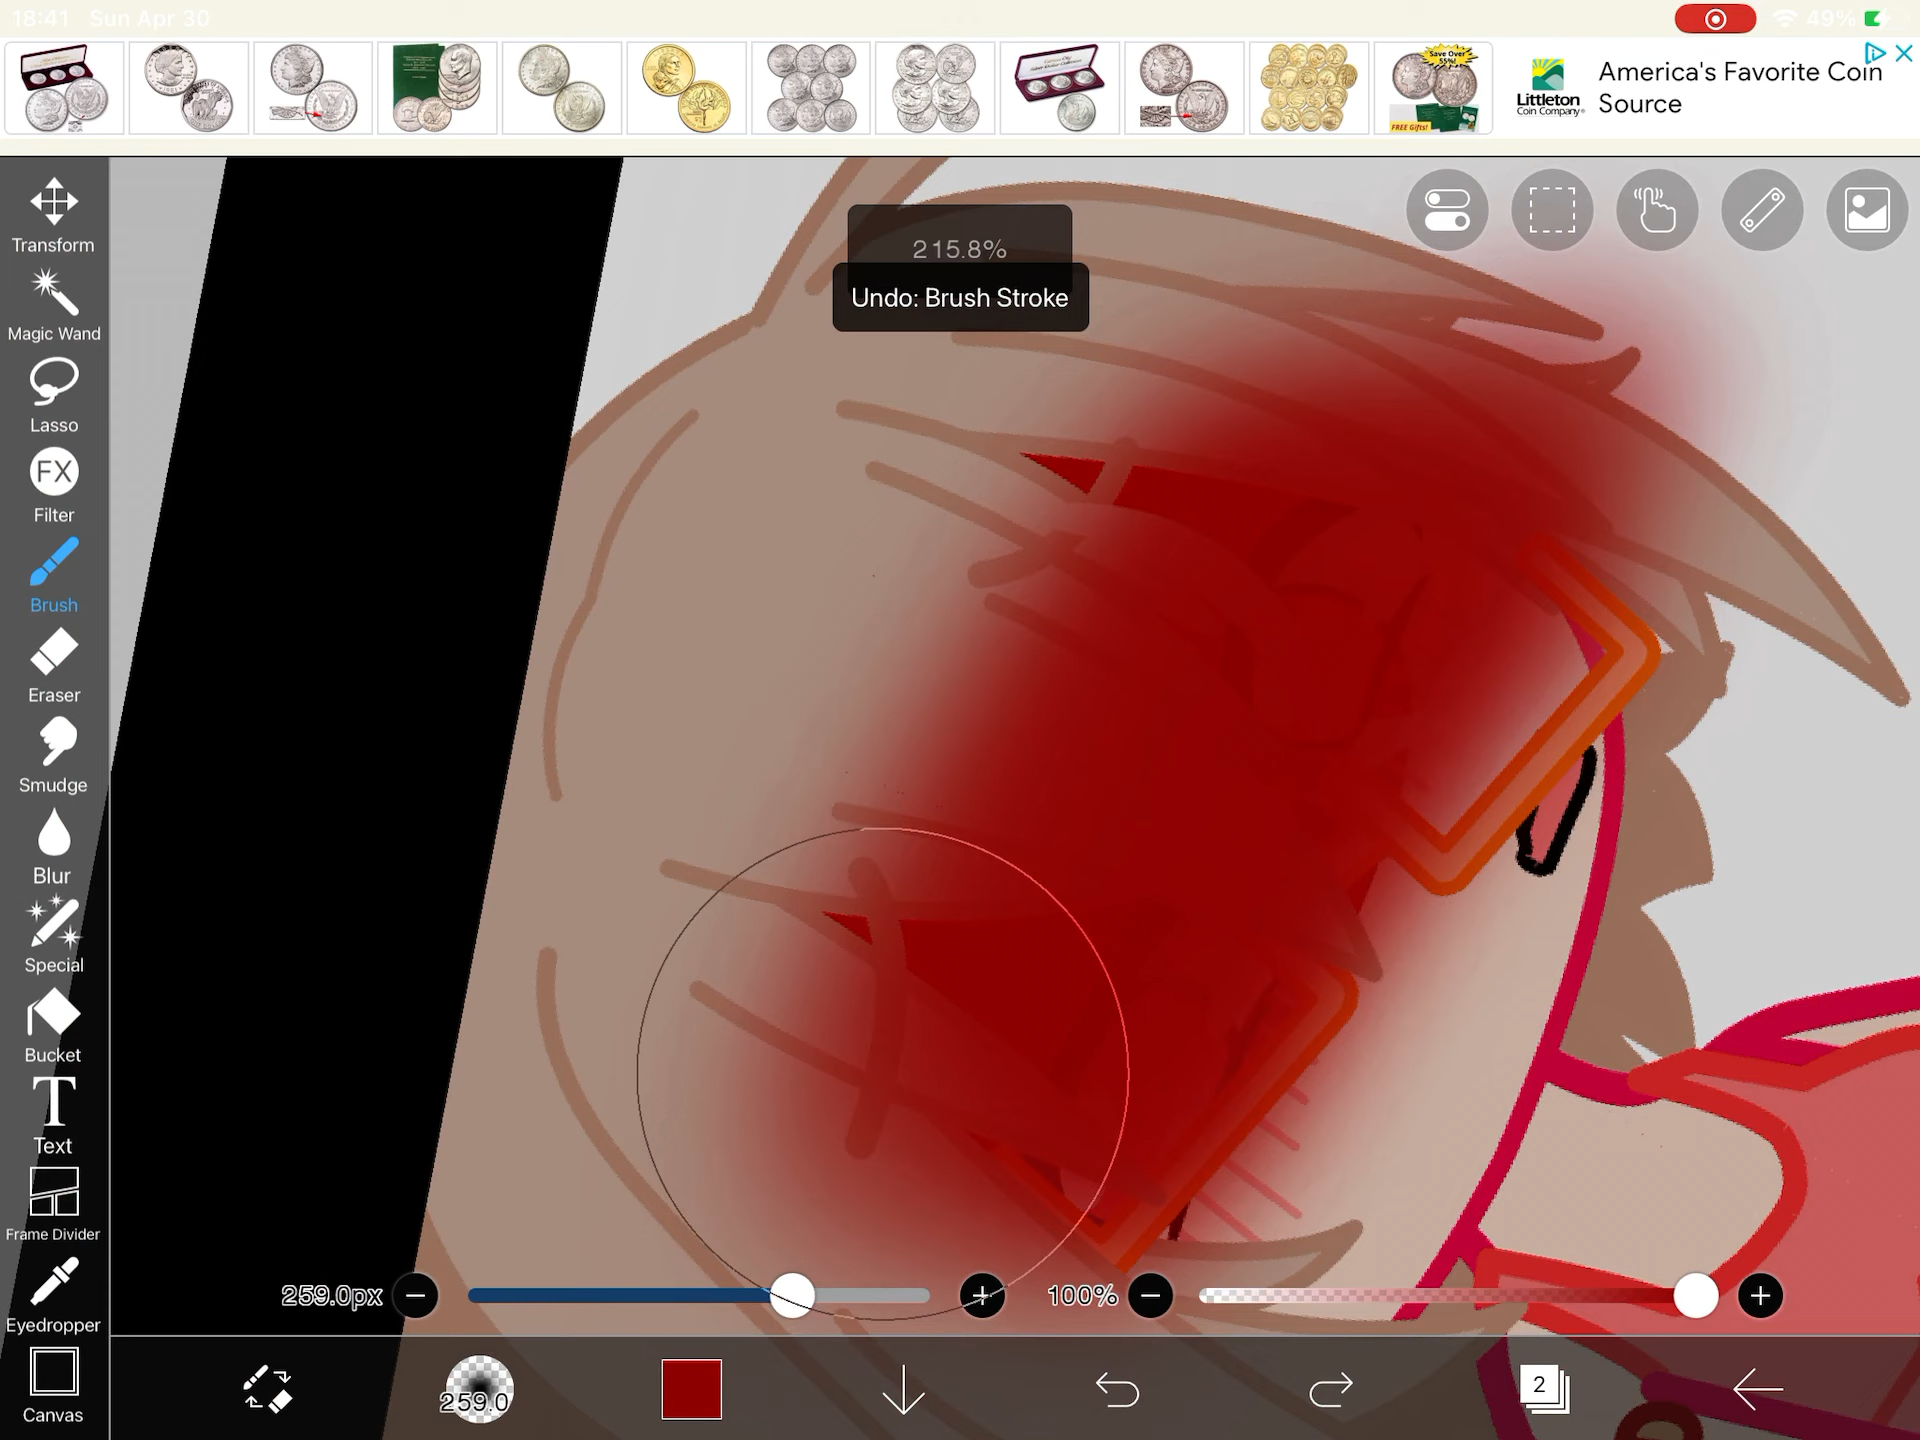 18:41 Sun Apr 30
49%
Save Over 55%!
FREE Gifts!
Littleton
Coin Company
America's Favorite Coin
Source
Transform
Magic Wand
Lasso
FX
Filter
Brush
Eraser
Smudge
Blur
Special
Bucket
T
Text
Frame Divider
Eyedropper
Canvas
215.8%
Undo: Brush Stroke
259.0px
100%
259.0
2